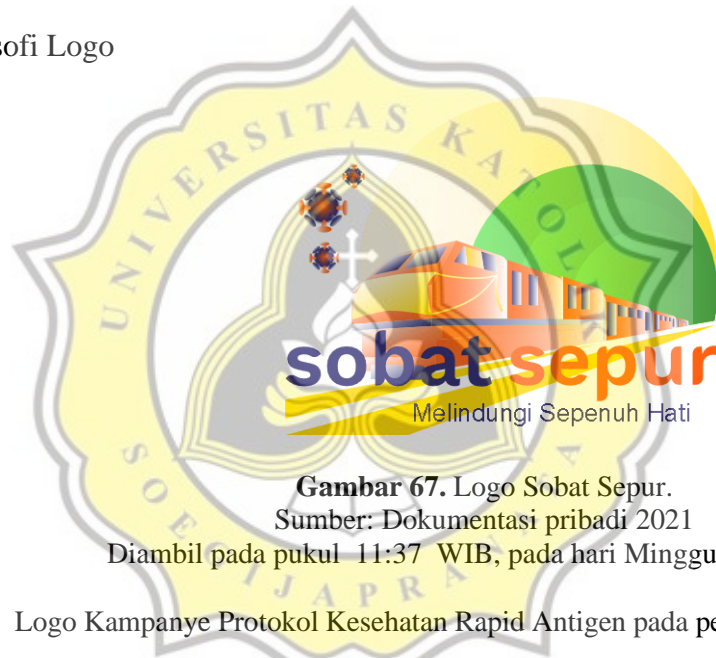 sofi Logo
UNIVERSITAS KATOLIK
sobat sepur
Melindungi Sepenuh Hati
SOEGIJAPRANATA
Gambar 67. Logo Sobat Sepur.
Sumber: Dokumentasi pribadi 2021
Diambil pada pukul 11:37 WIB, pada hari Minggu
Logo Kampanye Protokol Kesehatan Rapid Antigen pada pe